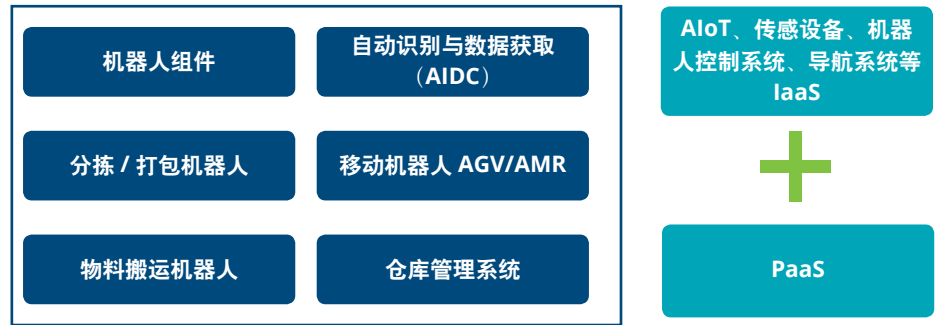 机器人组件
自动识别与数据获取
（AIDC）
分拣 / 打包机器人
移动机器人 AGV/AMR
物料搬运机器人
仓库管理系统
AIoT、传感设备、机器
人控制系统、导航系统等
IaaS
PaaS